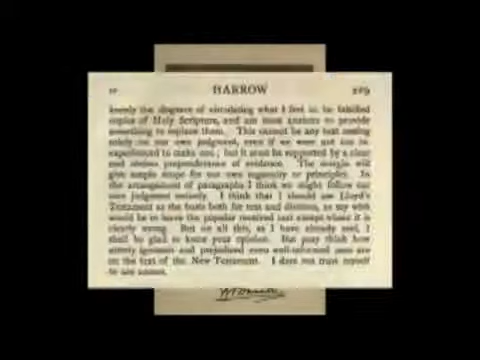 IV HARROW 229
keenly the disgrace of circulating what I feel to be falsified
copies of Holy Scripture, and am most anxious to provide
something to replace them. This cannot be any text resting
solely on our own judgment, even if we were not too in-
experienced to make one; but it must be supported by a clear
and obvious preponderance of evidence. The margin will
give ample scope for our own ingenuity or principles. In
the arrangement of paragraphs I think we might follow our
own judgment entirely. I think that I should use Lloyd's
Testament as the basis both for text and division, as my wish
would be to leave the popular received text except where it is
clearly wrong. But on all this, as I have already said, I
shall be glad to know your opinion. But pray think how
utterly ignorant and prejudiced even well-informed men are
on the text of the New Testament. I dare not trust myself